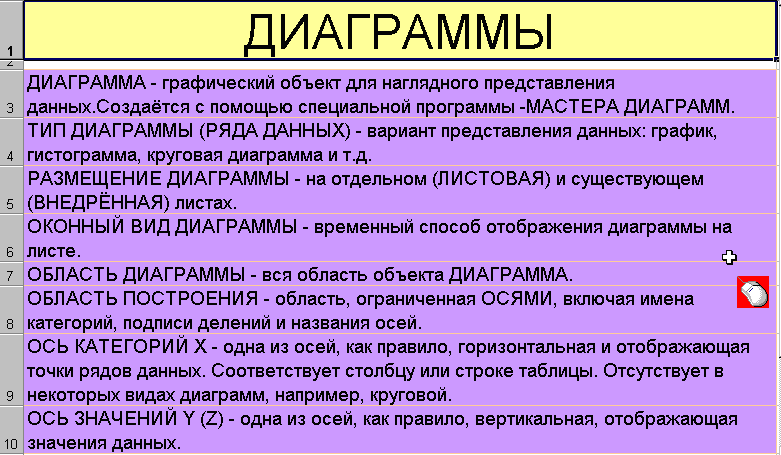 1
ДИАГРАММЫ
2
3
ДИАГРАММА - графический объект для наглядного представления
данных.Создаётся с помощью специальной программы -МАСТЕРА ДИАГРАММ.
4
ТИП ДИАГРАММЫ (РЯДА ДАННЫХ) - вариант представления данных: график,
гистограмма, круговая диаграмма и т.д.
5
РАЗМЕЩЕНИЕ ДИАГРАММЫ - на отдельном (ЛИСТОВАЯ) и существующем
(ВНЕДРЁННАЯ) листах.
6
ОКОННЫЙ ВИД ДИАГРАММЫ - временный способ отображения диаграммы на
листе.
7
ОБЛАСТЬ ДИАГРАММЫ - вся область объекта ДИАГРАММА.
8
ОБЛАСТЬ ПОСТРОЕНИЯ - область, ограниченная ОСЯМИ, включая имена
категорий, подписи делений и названия осей.
9
ОСЬ КАТЕГОРИЙ X - одна из осей, как правило, горизонтальная и отображающая
точки рядов данных. Соответствует столбцу или строке таблицы. Отсутствует в
некоторых видах диаграмм, например, круговой.
10
ОСЬ ЗНАЧЕНИЙ Y (Z) - одна из осей, как правило, вертикальная, отображающая
значения данных.